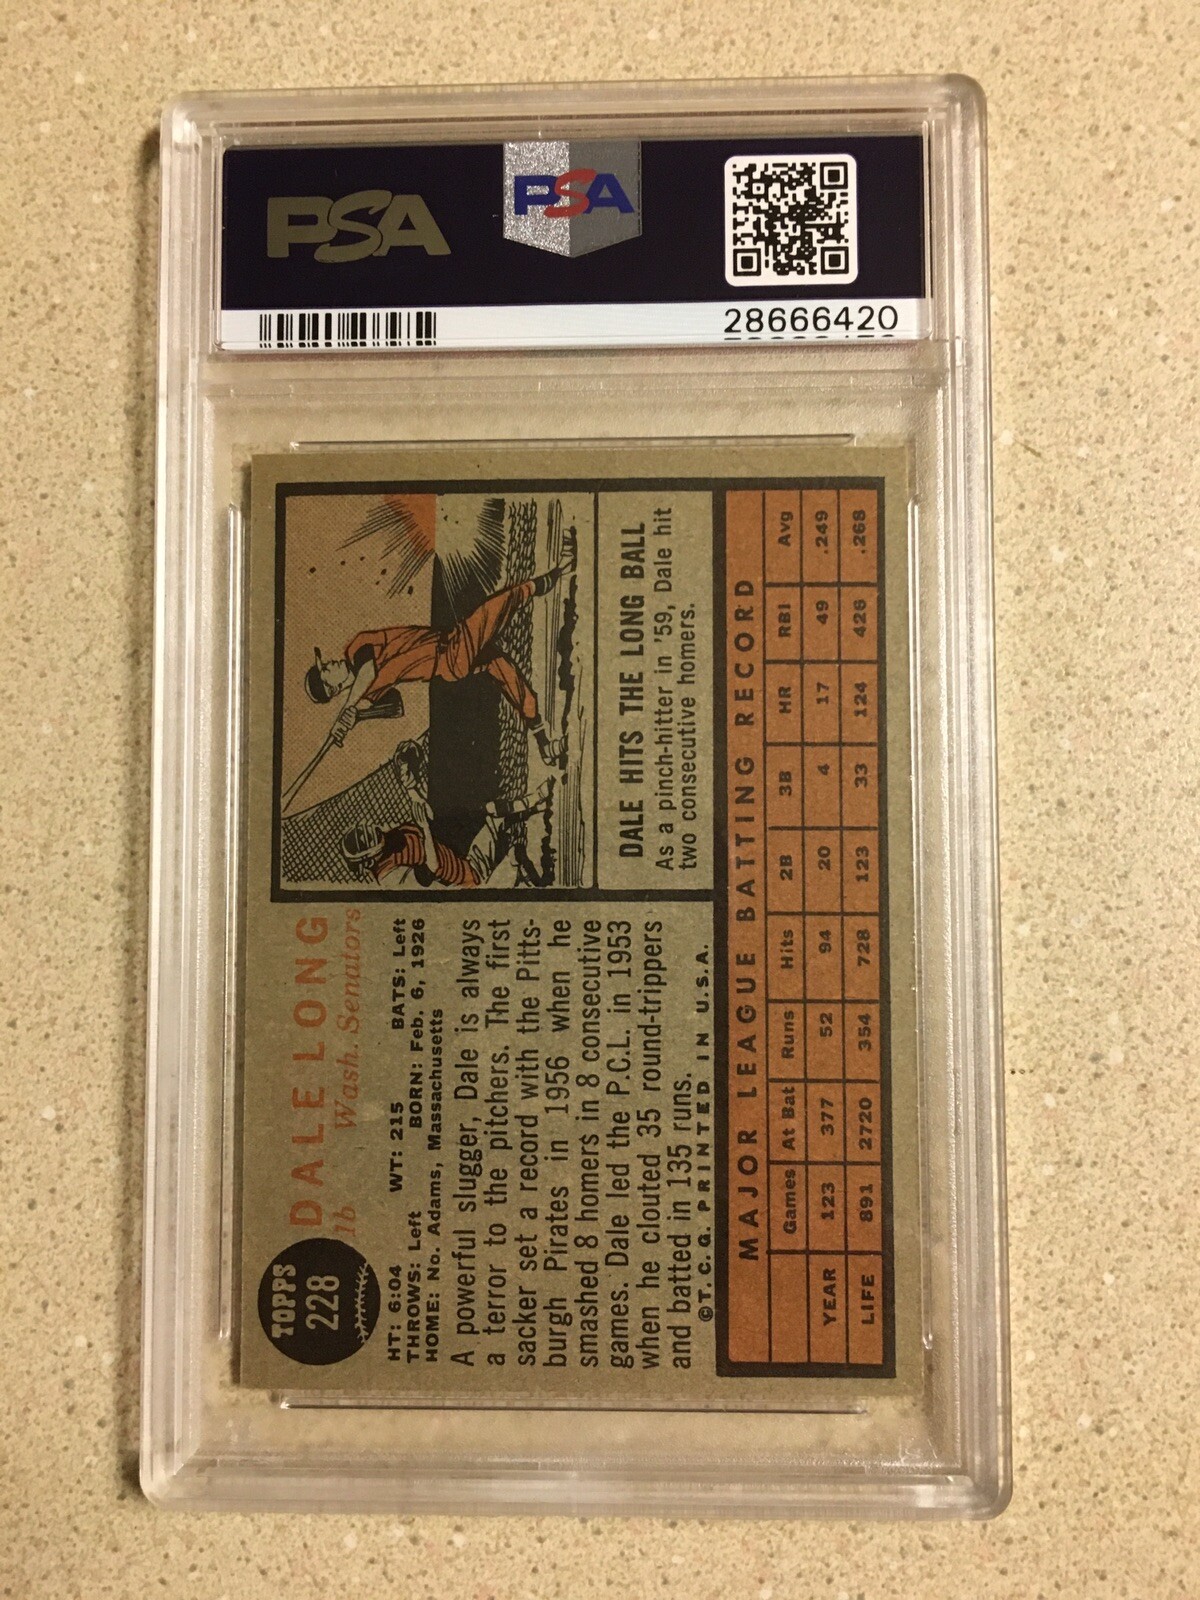 PSA
PSA
28666420
TOPPS
228
DALE LONG
1b Wash. Senators
HT: 6:04 WT: 215 BATS: Left
THROWS: Left BORN: Feb. 6, 1926
HOME: No. Adams, Massachusetts
A powerful slugger, Dale is always
a terror to the pitchers. The first
sacker set a record with the Pitts-
burgh Pirates in 1956 when he
smashed 8 homers in 8 consecutive
games. Dale led the P.C.L. in 1953
when he clouted 35 round-trippers
and batted in 135 runs.
©T. C. G. PRINTED IN U.S.A.
DALE HITS THE LONG BALL
As a pinch-hitter in '59, Dale hit
two consecutive homers.
MAJOR LEAGUE BATTING RECORD
Games At Bat Runs Hits 2B 3B HR RBI Avg
YEAR 123 377 52 94 20 4 17 49 .249
LIFE 891 2720 354 728 123 33 124 426 .268